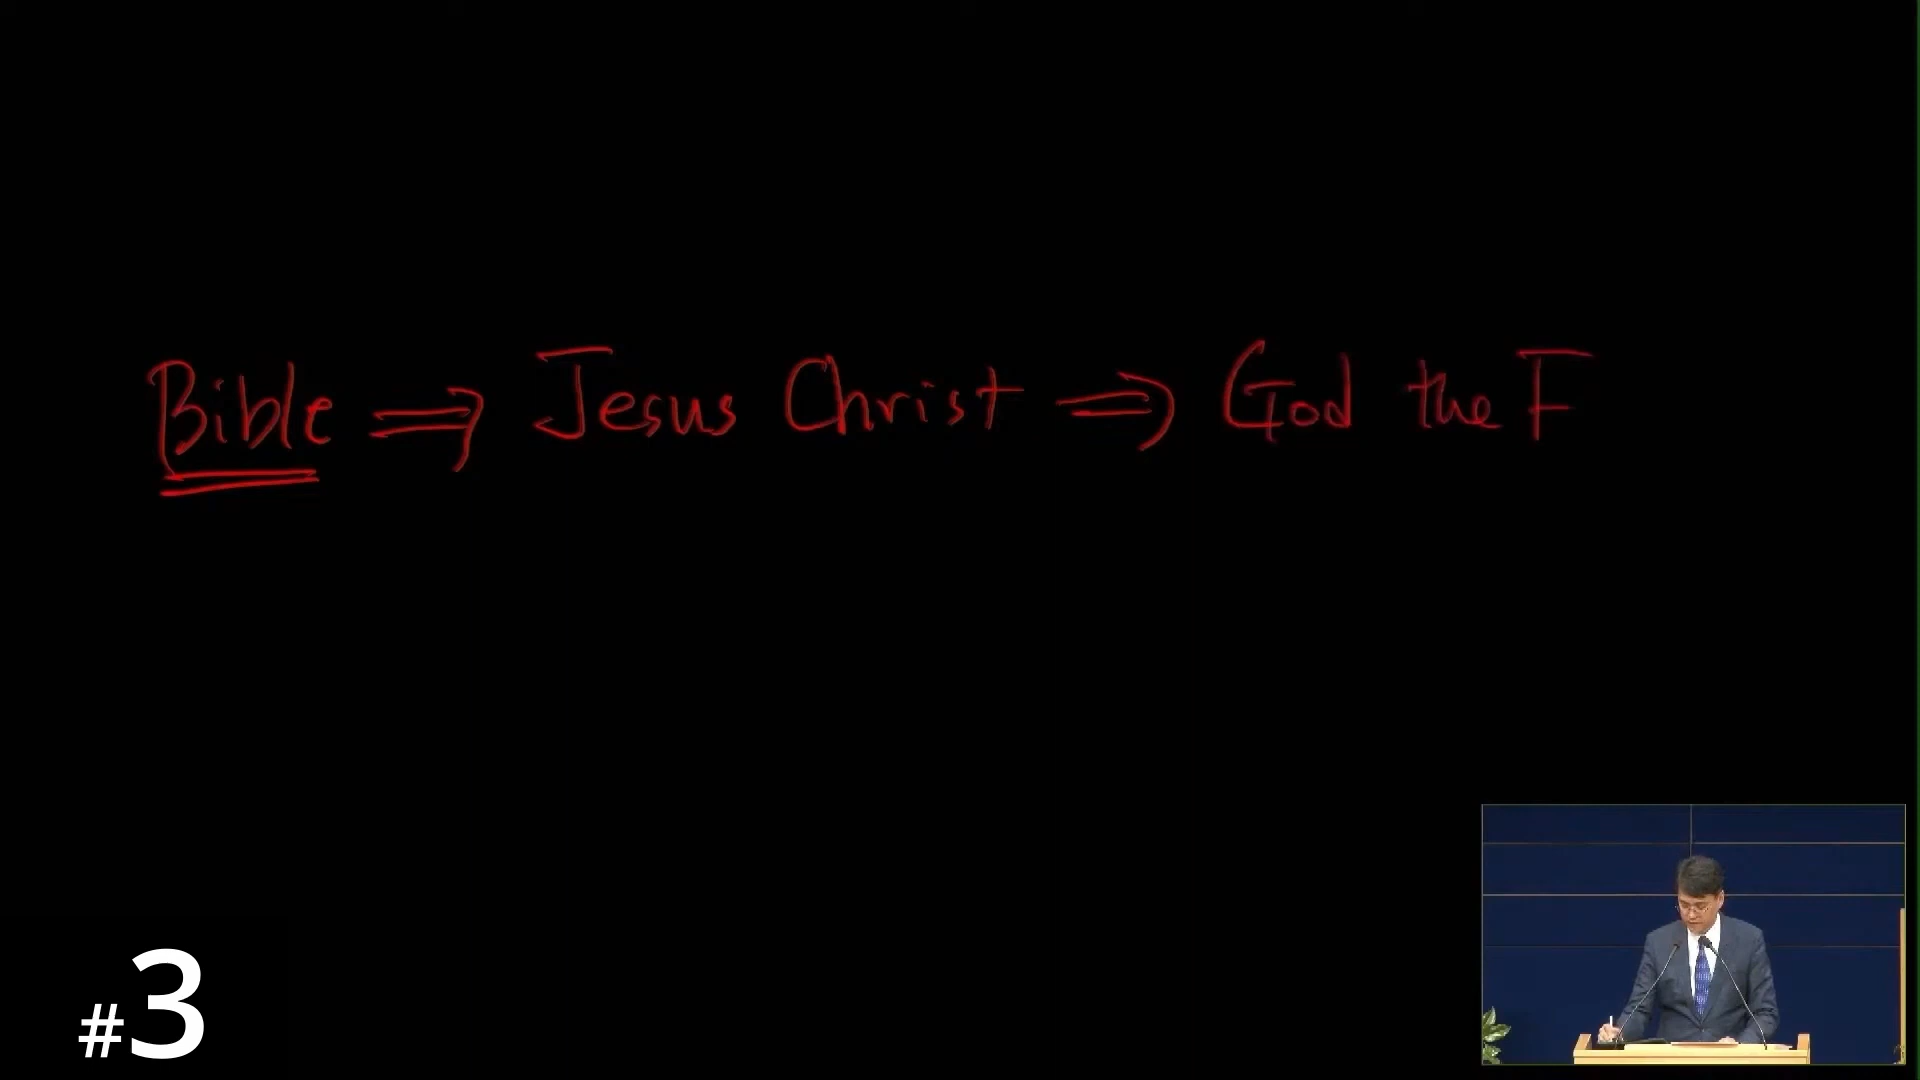 Bible ⇒ Jesus Christ ⇒ God the F
#3